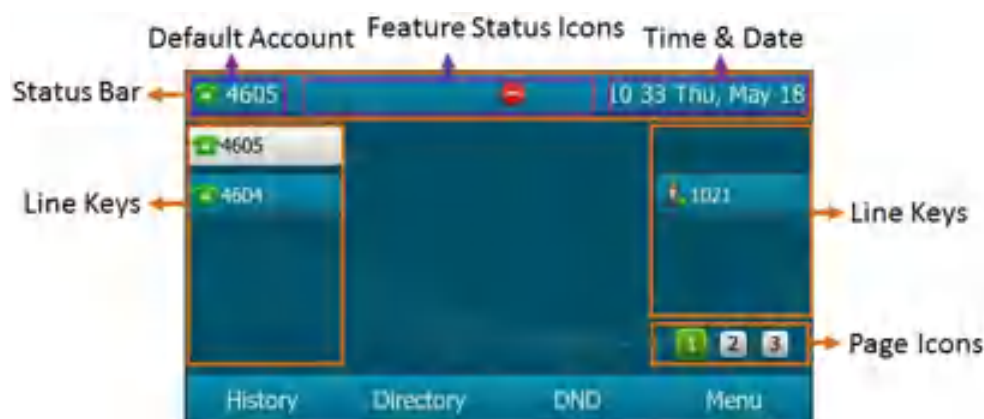 Default Account Feature Status Icons Time & Date
Status Bar 4605 10 33 Thu, May 18
4605
Line Keys 4604 1021 Line Keys
1 2 3 Page Icons
History Directory DND Menu